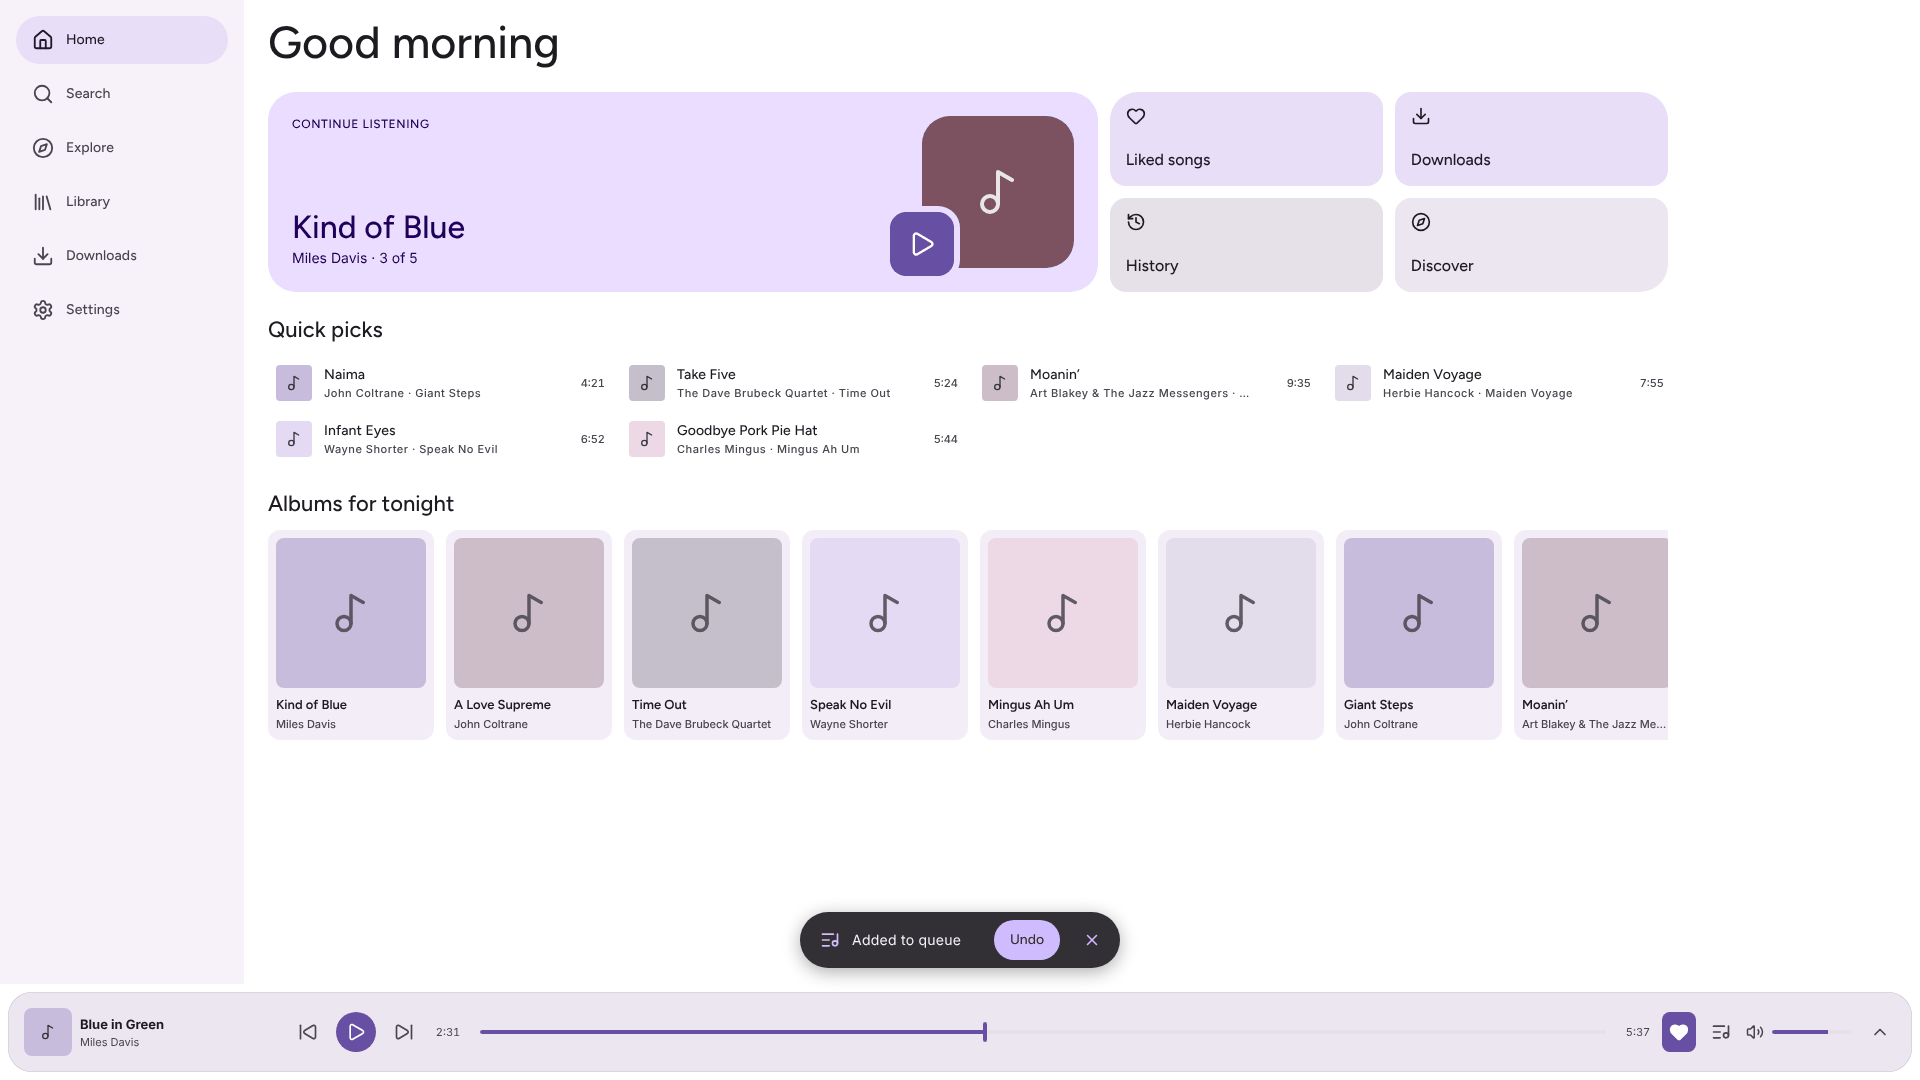 Home
Search
Explore
Library
Downloads
Settings
Good morning
CONTINUE LISTENING
Kind of Blue
Miles Davis · 3 of 5
Liked songs
Downloads
History
Discover
Quick picks
Naima
John Coltrane · Giant Steps
4:21
Take Five
The Dave Brubeck Quartet · Time Out
5:24
Moanin’
Art Blakey & The Jazz Messengers · ...
9:35
Maiden Voyage
Herbie Hancock · Maiden Voyage
7:55
Infant Eyes
Wayne Shorter · Speak No Evil
6:52
Goodbye Pork Pie Hat
Charles Mingus · Mingus Ah Um
5:44
Albums for tonight
Kind of Blue
Miles Davis
A Love Supreme
John Coltrane
Time Out
The Dave Brubeck Quartet
Speak No Evil
Wayne Shorter
Mingus Ah Um
Charles Mingus
Maiden Voyage
Herbie Hancock
Giant Steps
John Coltrane
Moanin’
Art Blakey & The Jazz Me...
Added to queue
Undo
Blue in Green
Miles Davis
2:31
5:37